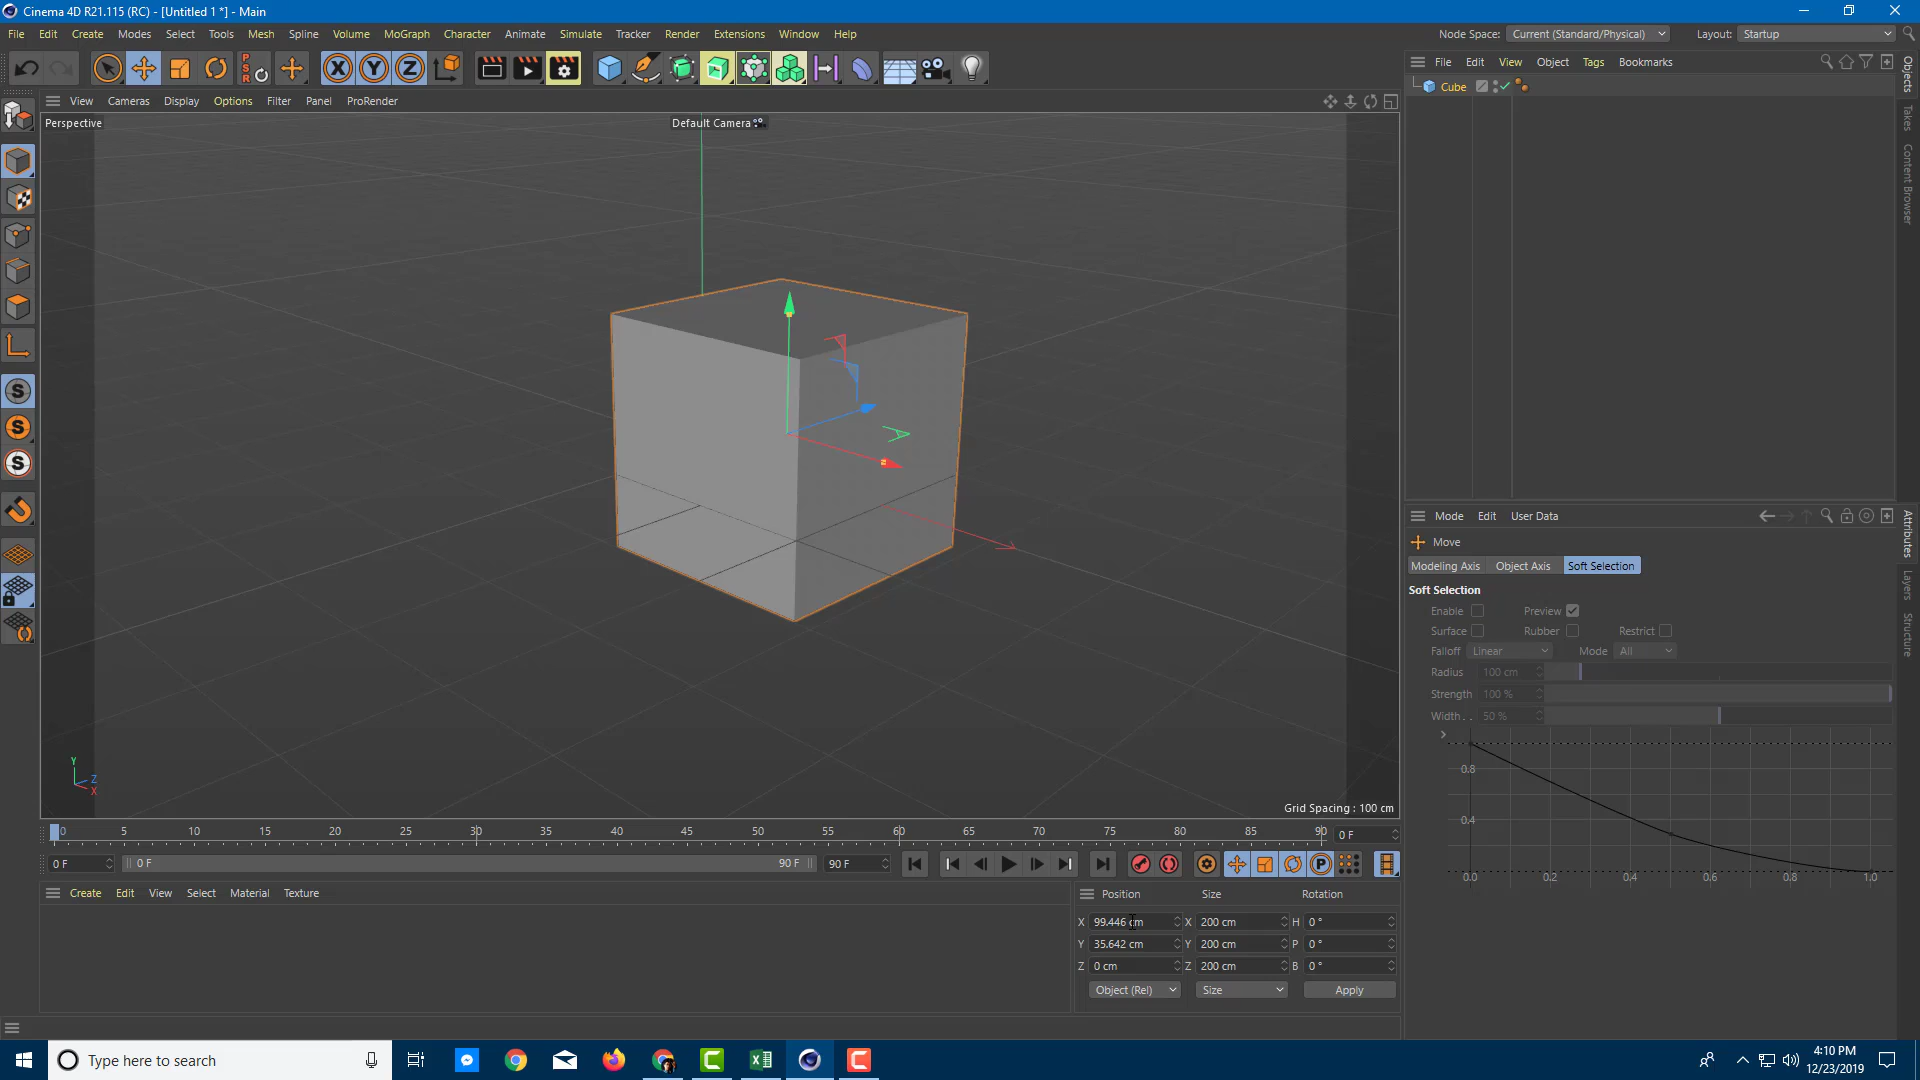 Cinema 4D R21.115 (RC) - [Untitled 1 *] - Main
File Edit Create Modes Select Tools Mesh Spline Volume MoGraph Character Animate Simulate Tracker Render Extensions Window Help
Node Space: Current (Standard/Physical) Layout: Startup
P S R X Y Z
File Edit View Object Tags Bookmarks
View Cameras Display Options Filter Panel ProRender
Cube
Perspective
Default Camera
Objects
Takes
Content Browser
S
S
S
Mode Edit User Data
Move
Modeling Axis Object Axis Soft Selection
Soft Selection
Enable Preview
Surface Rubber Restrict
Falloff Linear Mode All
Radius 100 cm
Strength 100 %
Width . . 50 %
0.8
0.4
0.0 0.2 0.4 0.6 0.8 1.0
Attributes
Layers
Structure
Y
Z
X
Grid Spacing : 100 cm
0 5 10 15 20 25 30 35 40 45 50 55 60 65 70 75 80 85 90 0 F
0 F 0 F 90 F 90 F P
Create Edit View Select Material Texture
Position Size Rotation
X 99.446 cm X 200 cm H 0 °
Y 35.642 cm Y 200 cm P 0 °
Z 0 cm Z 200 cm B 0 °
Object (Rel) Size Apply
Type here to search
4:10 PM
12/23/2019